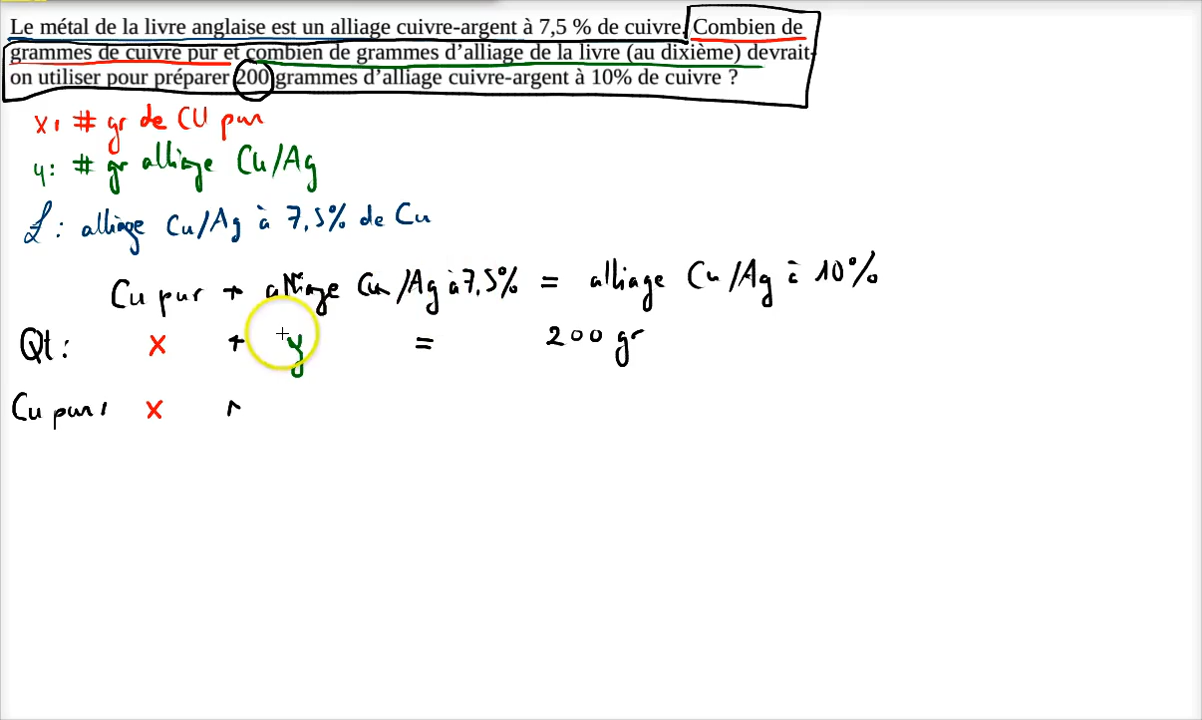 Le métal de la livre anglaise est un alliage cuivre-argent à 7,5 % de cuivre. Combien de
grammes de cuivre pur et combien de grammes d’alliage de la livre (au dixième) devrait-
on utiliser pour préparer 200 grammes d’alliage cuivre-argent à 10% de cuivre ?
x: # gr de CU pur
y: # gr alliage Cu/Ag
L: alliage Cu/Ag à 7,5% de Cu
Cu pur + alliage Cu/Ag à 7,5% = alliage Cu/Ag à 10%
Qt: x + y = 200 gr
Cu pur: x